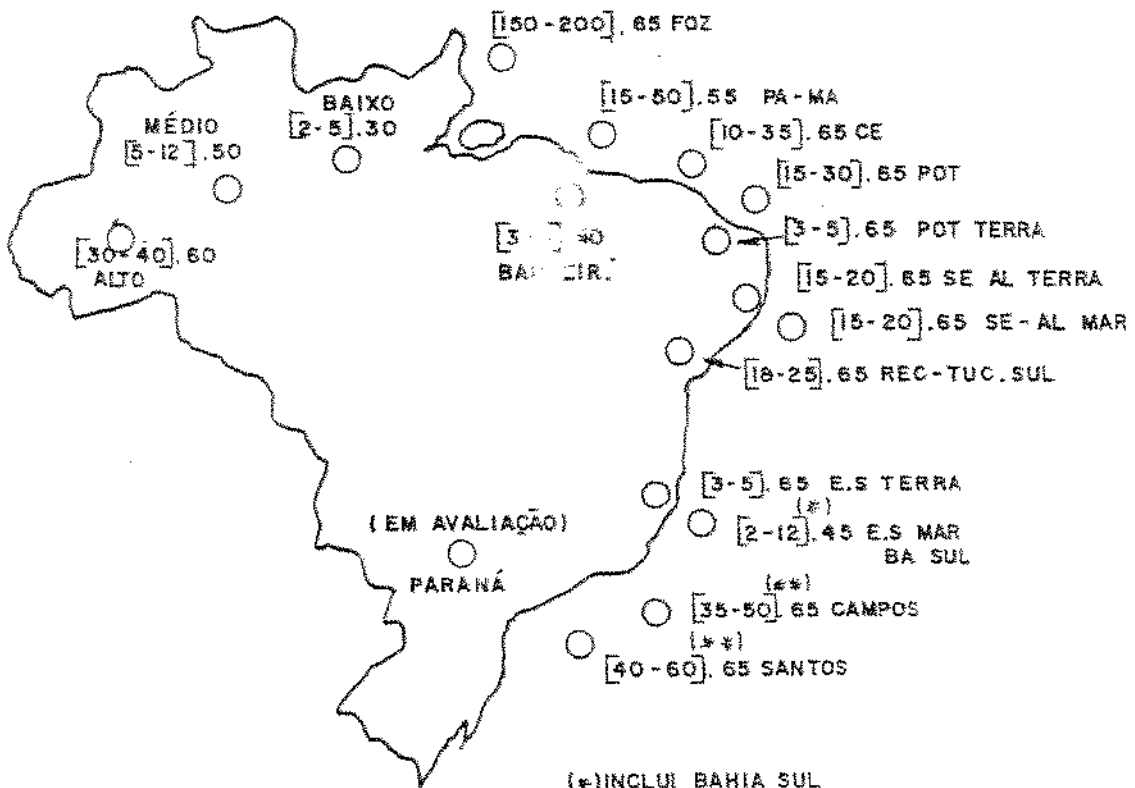 [150-200]. 65 FOZ
BAIXO
[2-5]. 30
MÉDIO
[5-12]. 50
[15-50]. 55 PA-MA
[10-35]. 65 CE
[15-30]. 65 POT
[3-5]. 65 POT TERRA
[30-40]. 60
ALTO
[15-20]. 65 SE AL TERRA
[15-20]. 65 SE-AL MAR
[18-25]. 65 REC-TUC. SUL
[3-5]. 65 E.S TERRA
(*)
[2-12]. 45 E.S MAR
BA SUL
(EM AVALIAÇÃO)
PARANÁ
(**)
[35-50]. 65 CAMPOS
(**)
[40-60]. 65 SANTOS
(*)INCLUI BAHIA SUL